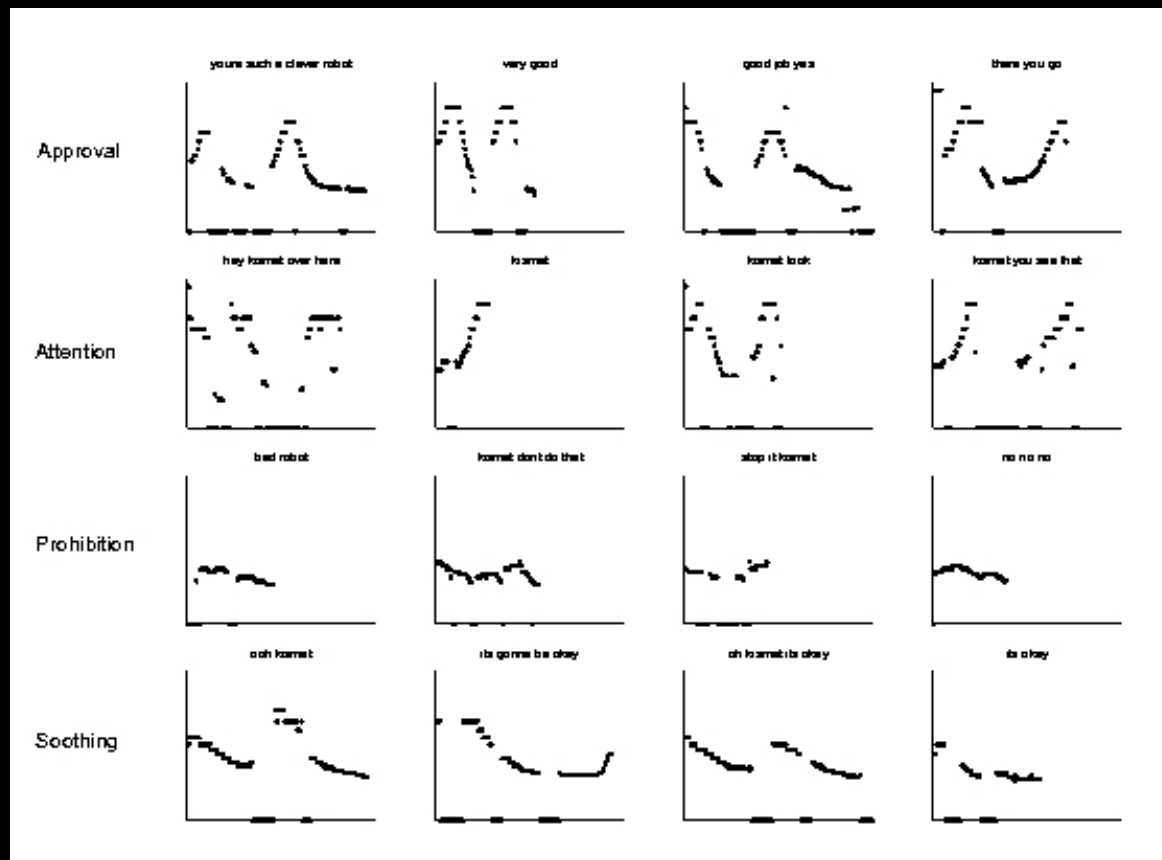 youre such a clever robot very good good job yes there you go
Approval
hey kismet over here kismet kismet look kismet you see that
Attention
bad robot kismet dont do that stop it kismet no no no
Prohibition
ooh kismet its gonna be okay oh kismet its okay its okay
Soothing